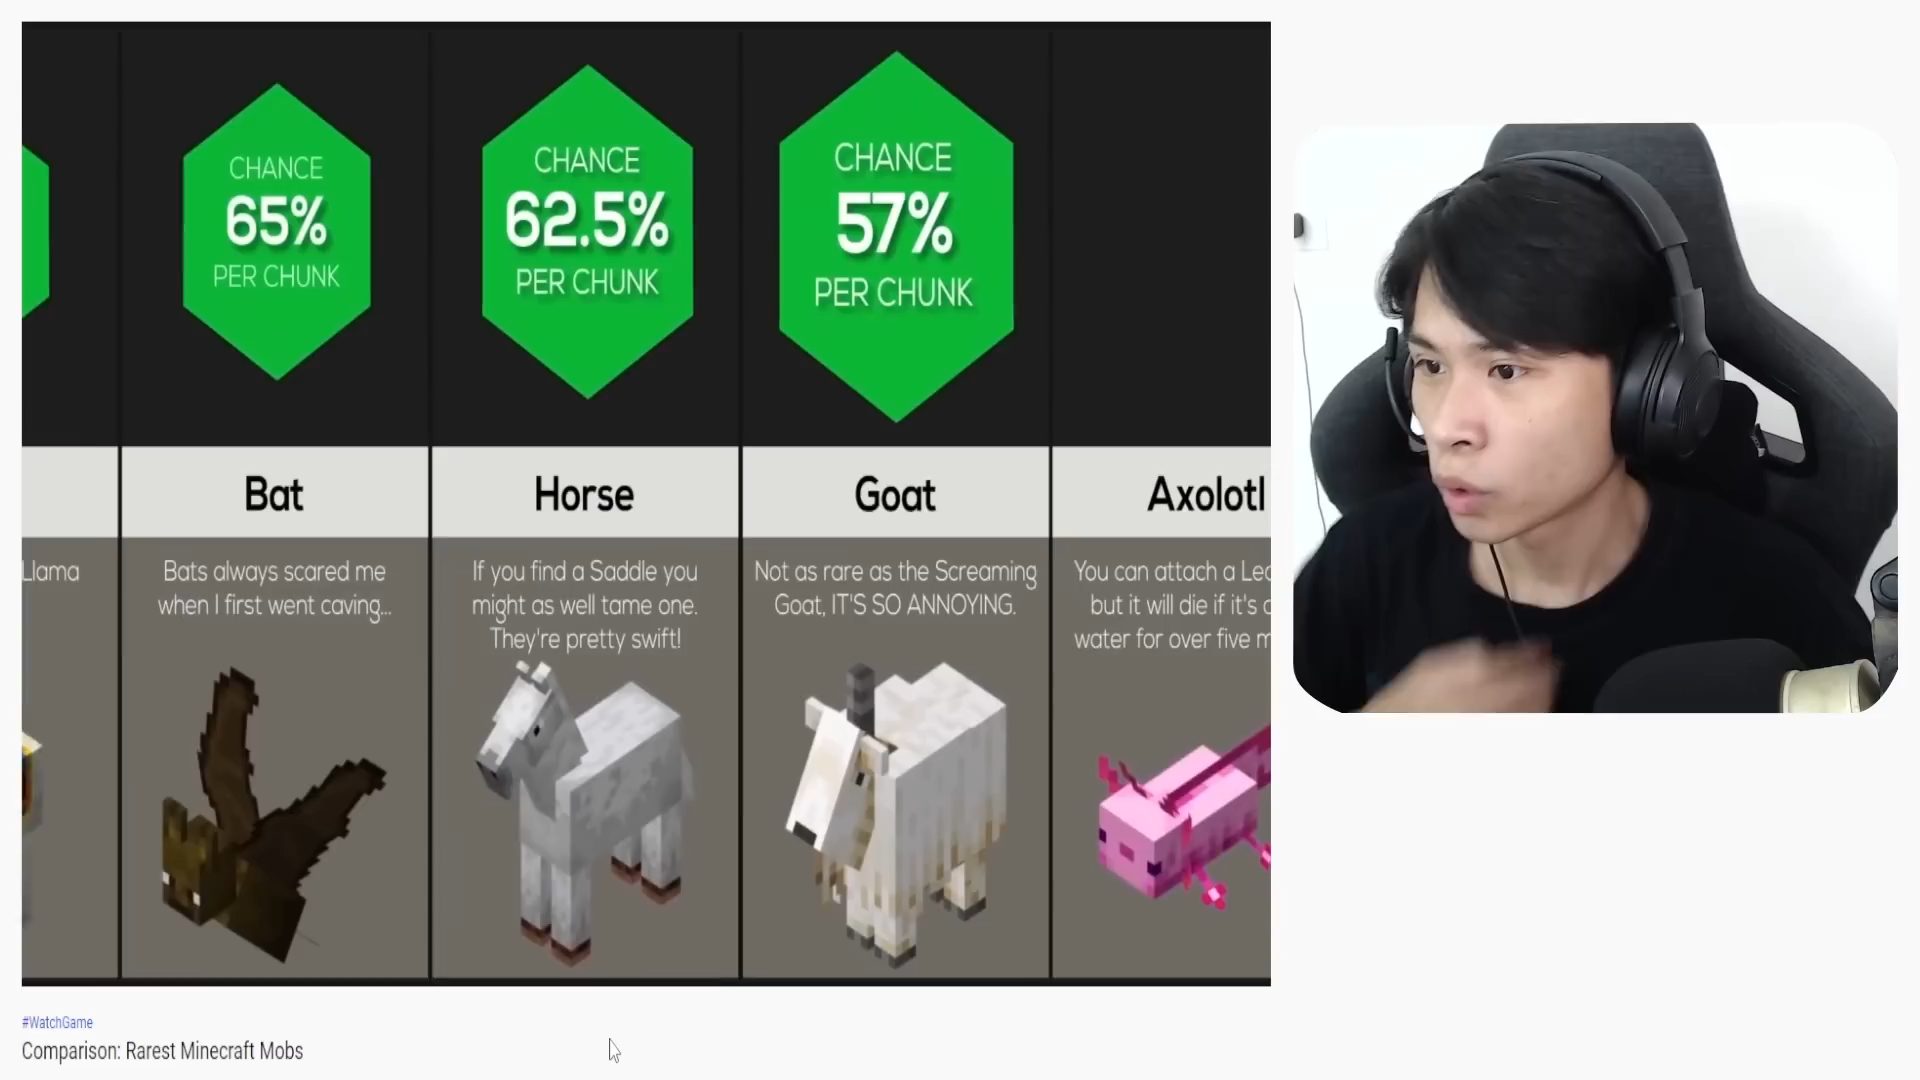 CHANCE
65%
PER CHUNK
CHANCE
62.5%
PER CHUNK
CHANCE
57%
PER CHUNK
Bat
Horse
Goat
Axolotl
Llama
Bats always scared me
when I first went caving...
If you find a Saddle you
might as well tame one.
They're pretty swift!
Not as rare as the Screaming
Goat, IT'S SO ANNOYING.
You can attach a
but it will die if it's
water for over five
#WatchGame
Comparison: Rarest Minecraft Mobs